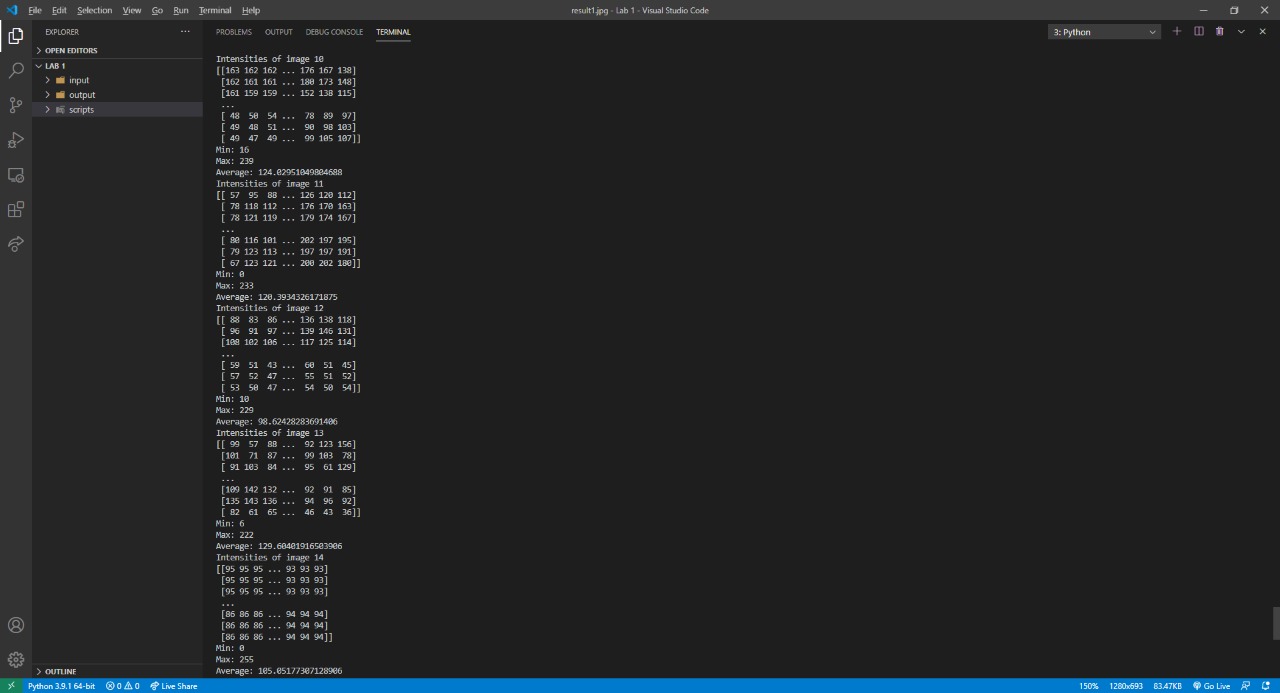 File Edit Selection View Go Run Terminal Help
result1.jpg - Lab 1 - Visual Studio Code
EXPLORER
OPEN EDITORS
LAB 1
input
output
scripts
OUTLINE
PROBLEMS OUTPUT DEBUG CONSOLE TERMINAL
3: Python
Intensities of image 10
[[163 162 162 ... 176 167 138]
[162 161 161 ... 180 173 148]
[161 159 159 ... 152 138 115]
...
[ 48 50 54 ... 78 89 97]
[ 49 48 51 ... 90 98 103]
[ 49 47 49 ... 99 105 107]]
Min: 16
Max: 239
Average: 124.02951049804688
Intensities of image 11
[[ 57 95 88 ... 126 120 112]
[ 78 118 112 ... 176 170 163]
[ 78 121 119 ... 179 174 167]
...
[ 80 116 101 ... 202 197 195]
[ 79 123 113 ... 197 197 191]
[ 67 123 121 ... 200 202 180]]
Min: 0
Max: 233
Average: 120.3934326171875
Intensities of image 12
[[ 88 83 86 ... 136 138 118]
[ 96 91 97 ... 139 146 131]
[108 102 106 ... 117 125 114]
...
[ 59 51 43 ... 60 51 45]
[ 57 52 47 ... 55 51 52]
[ 53 50 47 ... 54 50 54]]
Min: 10
Max: 229
Average: 98.62428283691406
Intensities of image 13
[[ 99 57 88 ... 92 123 156]
[101 71 87 ... 99 103 78]
[ 91 103 84 ... 95 61 129]
...
[109 142 132 ... 92 91 85]
[135 143 136 ... 94 96 92]
[ 82 61 65 ... 46 43 36]]
Min: 6
Max: 222
Average: 129.60401916503906
Intensities of image 14
[[95 95 95 ... 93 93 93]
[95 95 95 ... 93 93 93]
[95 95 95 ... 93 93 93]
...
[86 86 86 ... 94 94 94]
[86 86 86 ... 94 94 94]
[86 86 86 ... 94 94 94]]
Min: 0
Max: 255
Average: 105.05177307128906
Python 3.9.1 64-bit 0 0 Live Share
150% 1280x693 83.47KB Go Live